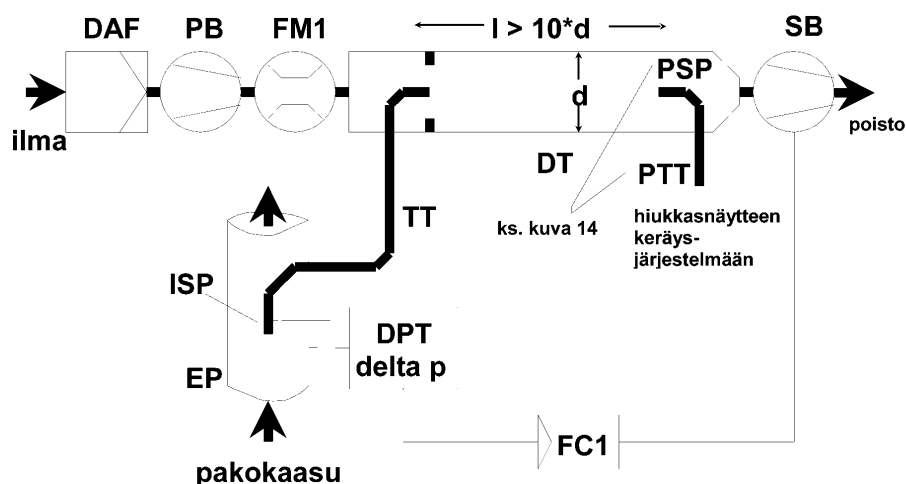 DAF
PB
FM1
l > 10*d
SB
PSP
d
ilma
poisto
DT
PTT
TT
ks. kuva 14
hiukkasnäytteen
keräys-
järjestelmään
ISP
DPT
delta p
EP
FC1
pakokaasu